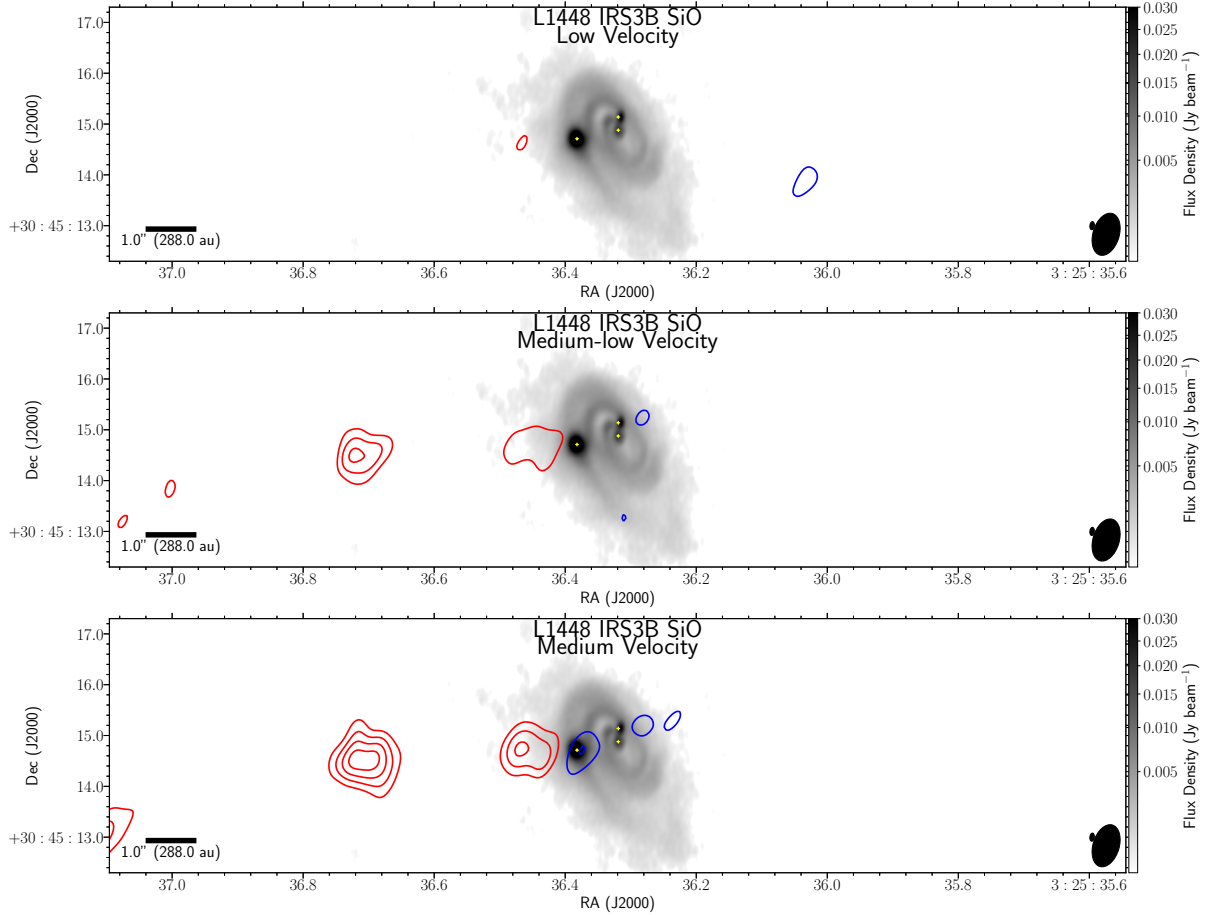 L1448 IRS3B SiO
Low Velocity
17.0
16.0
15.0
14.0
+30 : 45 : 13.0
Dec (J2000)
1.0" (288.0 au)
37.0
36.8
36.6
36.4
36.2
36.0
35.8
3 : 25 : 35.6
RA (J2000)
0.030
0.025
0.020
0.015
0.010
0.005
Flux Density (Jy beam⁻¹)
L1448 IRS3B SiO
Medium-low Velocity
17.0
16.0
15.0
14.0
+30 : 45 : 13.0
Dec (J2000)
1.0" (288.0 au)
37.0
36.8
36.6
36.4
36.2
36.0
35.8
3 : 25 : 35.6
RA (J2000)
0.030
0.025
0.020
0.015
0.010
0.005
Flux Density (Jy beam⁻¹)
L1448 IRS3B SiO
Medium Velocity
17.0
16.0
15.0
14.0
+30 : 45 : 13.0
Dec (J2000)
1.0" (288.0 au)
37.0
36.8
36.6
36.4
36.2
36.0
35.8
3 : 25 : 35.6
RA (J2000)
0.030
0.025
0.020
0.015
0.010
0.005
Flux Density (Jy beam⁻¹)